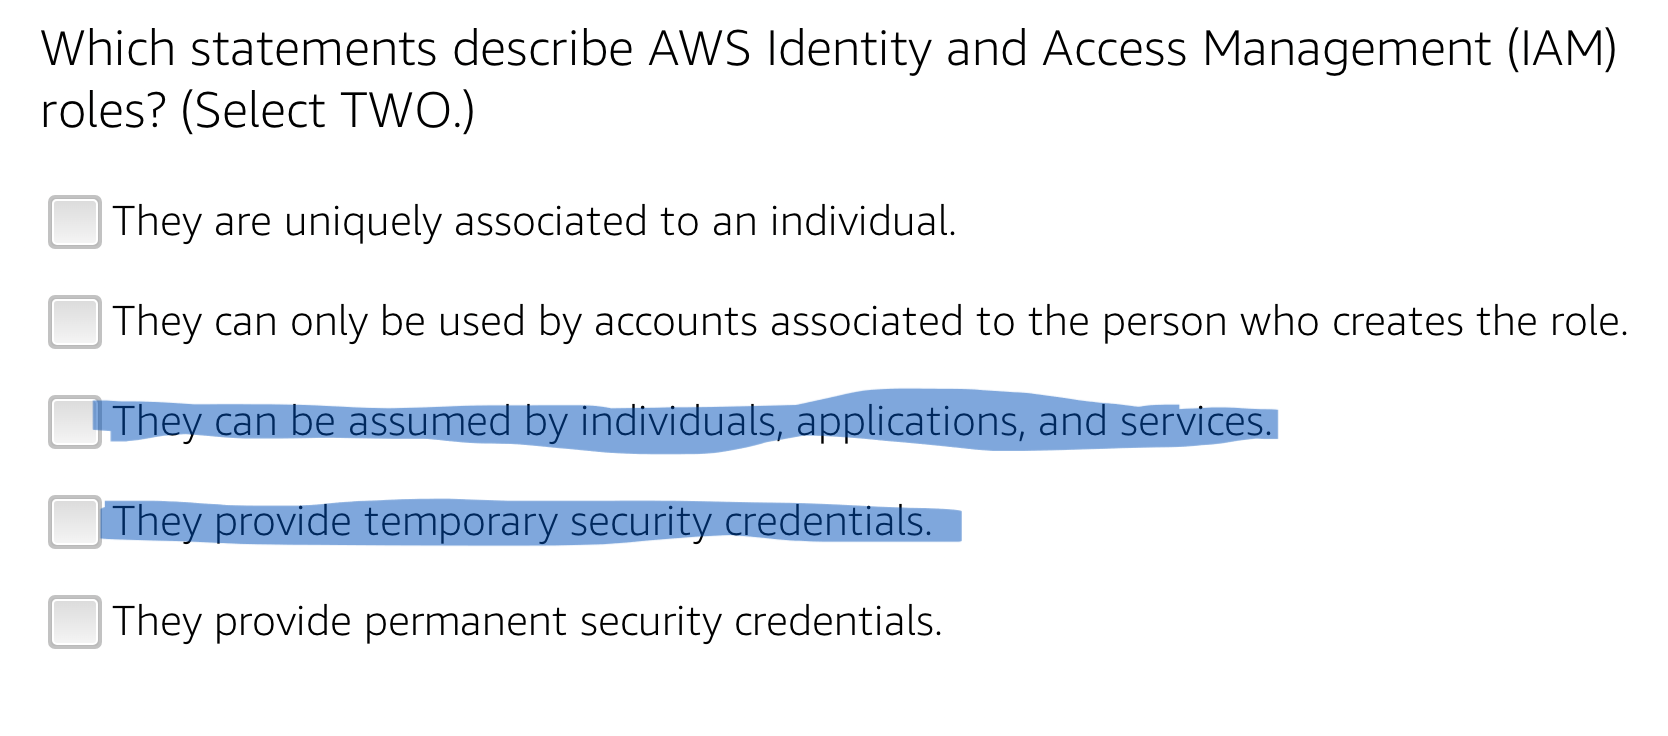 Which statements describe AWS Identity and Access Management (IAM)
roles? (Select TWO.)
They are uniquely associated to an individual.
They can only be used by accounts associated to the person who creates the role.
They can be assumed by individuals, applications, and services.
They provide temporary security credentials.
They provide permanent security credentials.